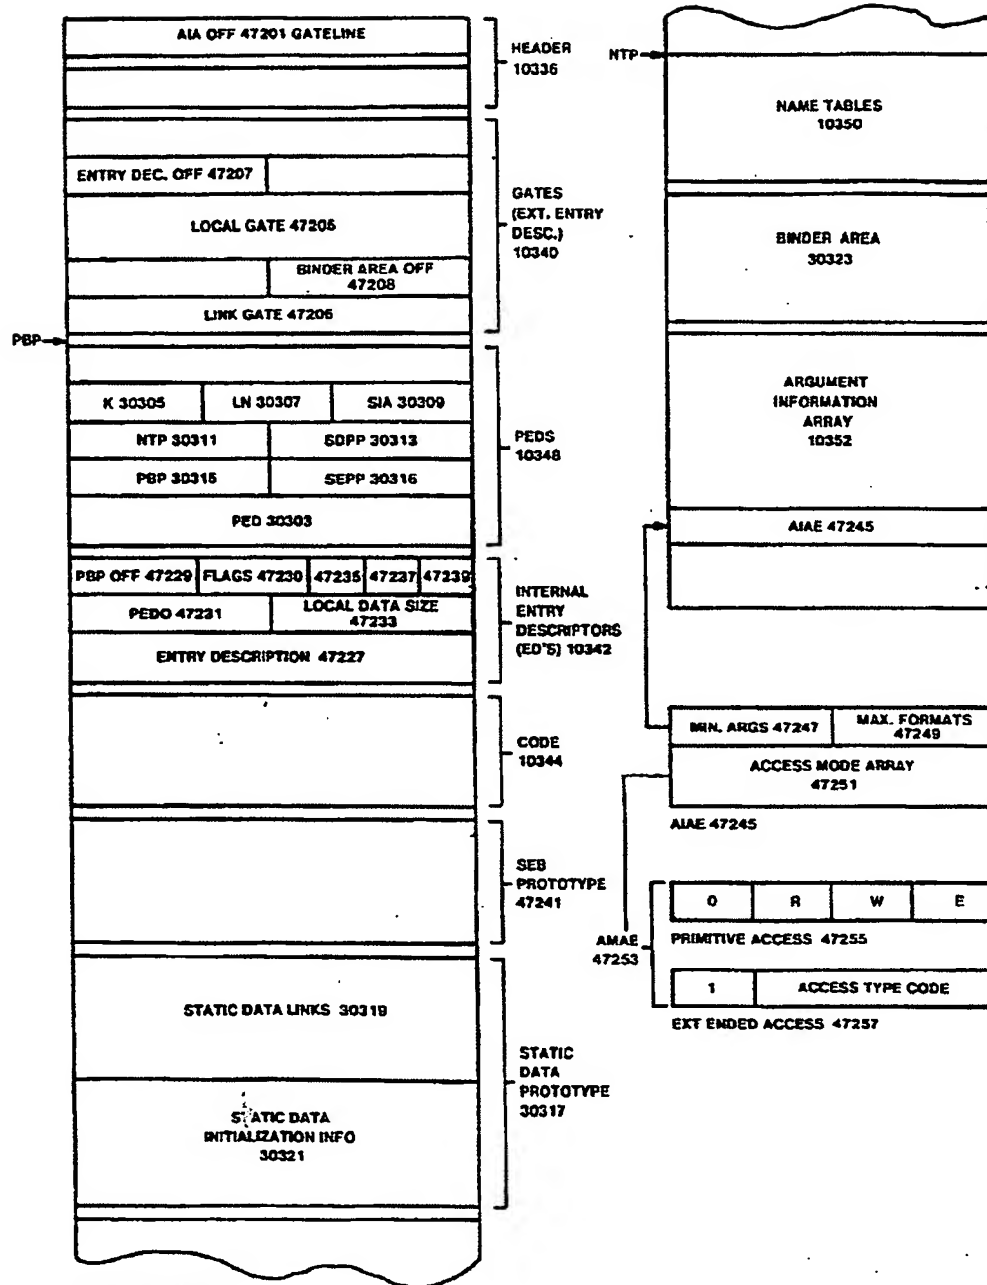 AIA OFF 47201 GATELINE
HEADER
10336
ENTRY DEC. OFF 47207
LOCAL GATE 47205
BINDER AREA OFF
47208
LINK GATE 47206
GATES
(EXT. ENTRY
DESC.)
10340
PBP
K 30305
LN 30307
SIA 30309
NTP 30311
SDPP 30313
PBP 30315
SEPP 30316
PED 30303
PEDS
10348
PBP OFF 47229
FLAGS 47230
47235
47237
47239
PEDO 47231
LOCAL DATA SIZE
47233
ENTRY DESCRIPTION 47227
INTERNAL
ENTRY
DESCRIPTORS
(ED'S) 10342
CODE
10344
SEB
PROTOTYPE
47241
STATIC DATA LINKS 30319
STATIC DATA
INITIALIZATION INFO
30321
STATIC
DATA
PROTOTYPE
30317
NTP
NAME TABLES
10350
BINDER AREA
30323
ARGUMENT
INFORMATION
ARRAY
10352
AIAE 47245
MIN. ARGS 47247
MAX. FORMATS
47249
ACCESS MODE ARRAY
47251
AIAE 47245
AMAE
47253
0
R
W
E
PRIMITIVE ACCESS 47255
1
ACCESS TYPE CODE
EXT ENDED ACCESS 47257